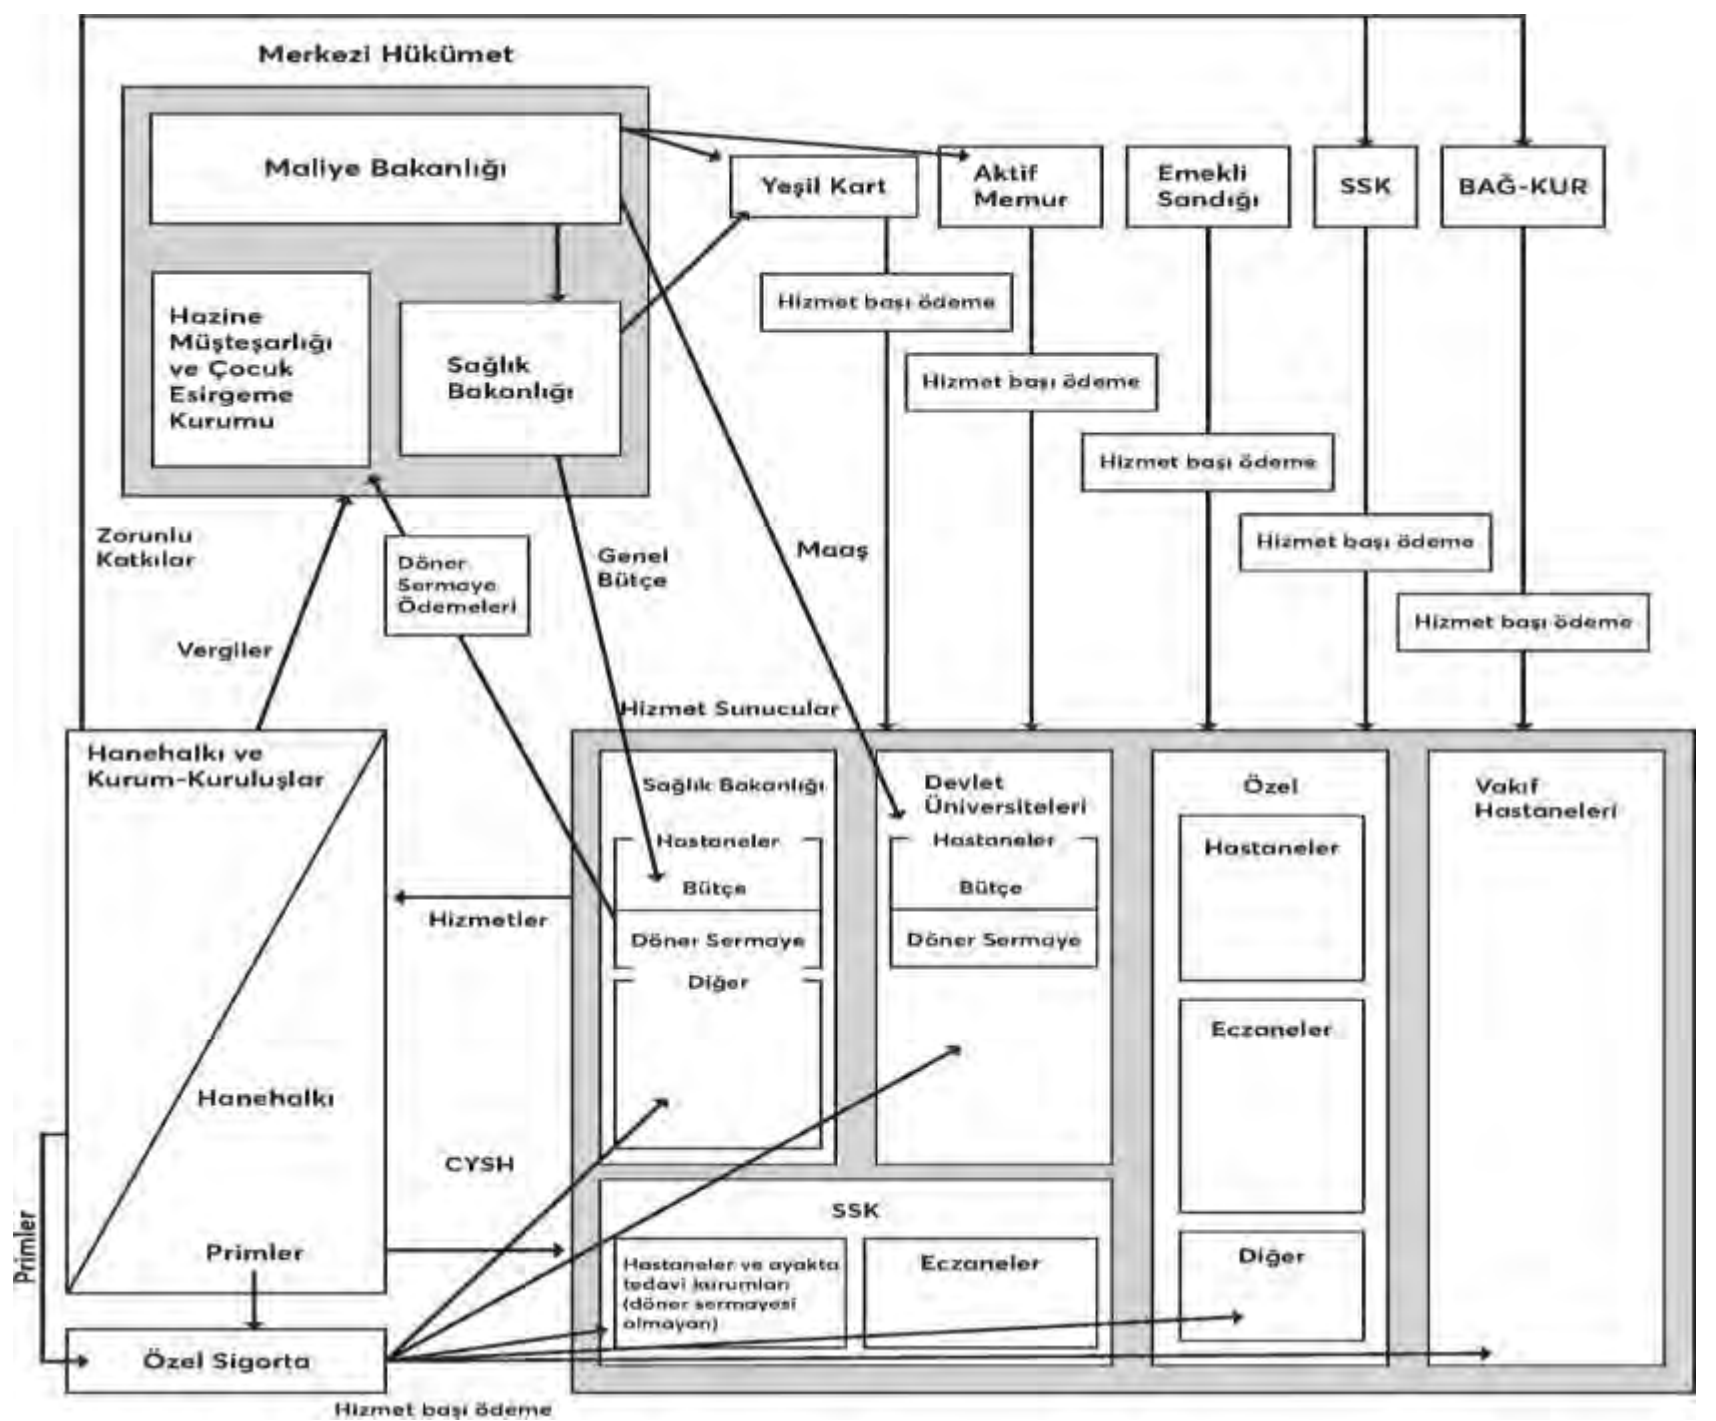 Merkezi Hükümet
Maliye Bakanlığı
Hazine
Müşteşarlığı
ve Çocuk
Esirgeme
Kurumu
Sağlık
Bakanlığı
Yeşil Kart
Aktif
Memur
Emekli
Sandığı
SSK
BAĞ-KUR
Hizmet başı ödeme
Hizmet başı ödeme
Hizmet başı ödeme
Hizmet başı ödeme
Hizmet başı ödeme
Zorunlu
Katkılar
Vergiler
Döner
Sermaye
Ödemeleri
Genel
Bütçe
Maaş
Hizmet Sunucular
Hanehalkı ve
Kurum-Kuruluşlar
Hanehalkı
Primler
Primler
Özel Sigorta
Hizmet başı ödeme
Hizmetler
CYSH
Sağlık Bakanlığı
Hastaneler
Bütçe
Döner Sermaye
Diğer
Devlet
Üniversiteleri
Hastaneler
Bütçe
Döner Sermaye
SSK
Hastaneler ve ayakta
tedavi kurumları
(döner sermayesi
olmayan)
Eczaneler
Özel
Hastaneler
Eczaneler
Diğer
Vakıf
Hastaneleri